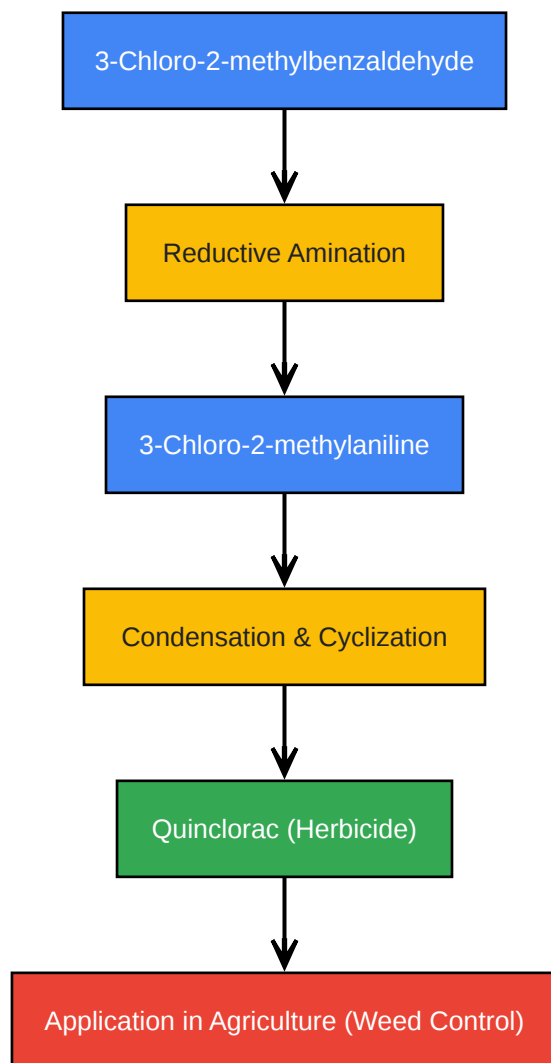 3-Chloro-2-methylbenzaldehyde
Reductive Amination
3-Chloro-2-methylaniline
Condensation & Cyclization
Quinclorac (Herbicide)
Application in Agriculture (Weed Control)